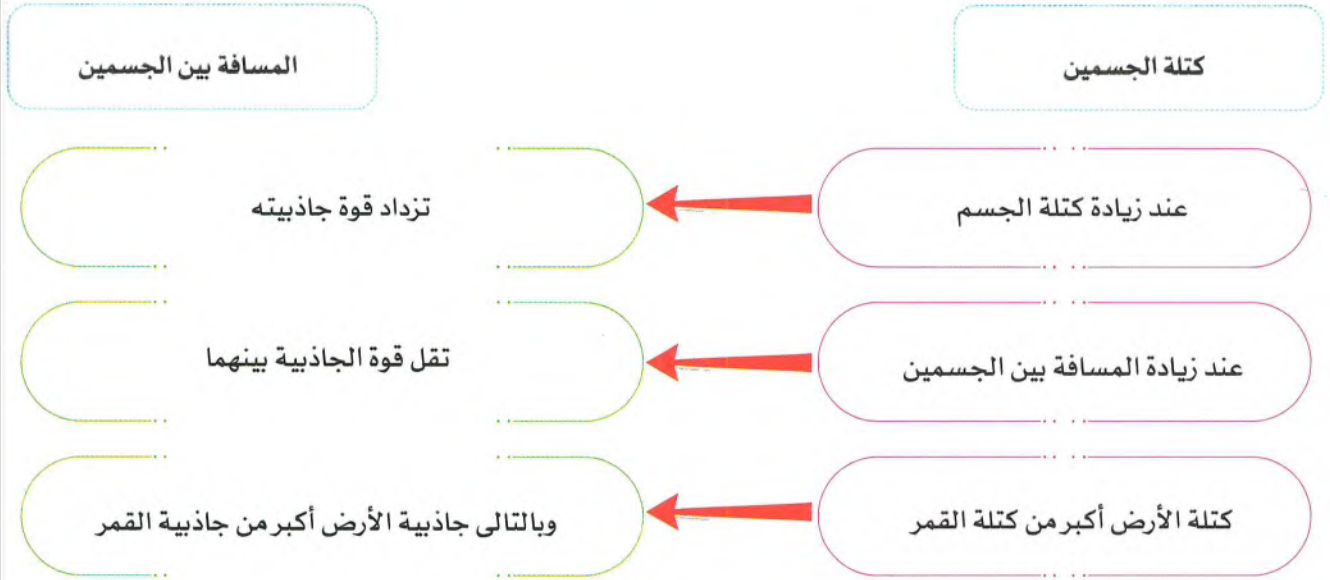 كتلة الجسمين
المسافة بين الجسمين
عند زيادة كتلة الجسم
تزداد قوة جاذبيته
عند زيادة المسافة بين الجسمين
تقل قوة الجاذبية بينهما
كتلة الأرض أكبر من كتلة القمر
وبالتالى جاذبية الأرض أكبر من جاذبية القمر